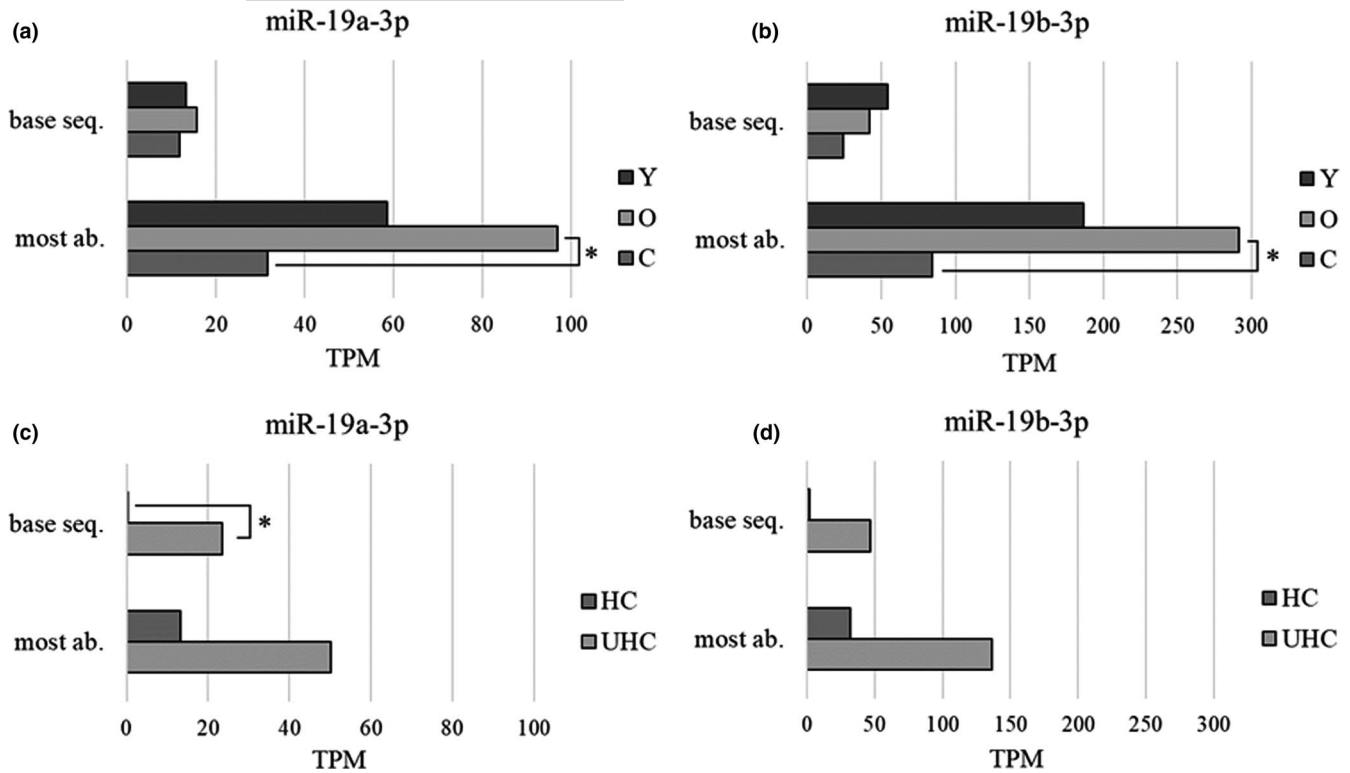 (a)
miR-19a-3p
base seq.
most ab.
*
Y
O
C
0 20 40 60 80 100
TPM
(b)
miR-19b-3p
base seq.
most ab.
*
Y
O
C
0 50 100 150 200 250 300
TPM
(c)
miR-19a-3p
base seq.
*
most ab.
HC
UHC
0 20 40 60 80 100
TPM
(d)
miR-19b-3p
base seq.
most ab.
HC
UHC
0 50 100 150 200 250 300
TPM